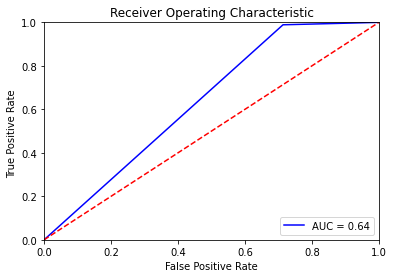 Receiver Operating Characteristic
True Positive Rate
1.0
0.8
0.6
0.4
0.2
0.0
AUC = 0.64
0.0 0.2 0.4 0.6 0.8 1.0
False Positive Rate